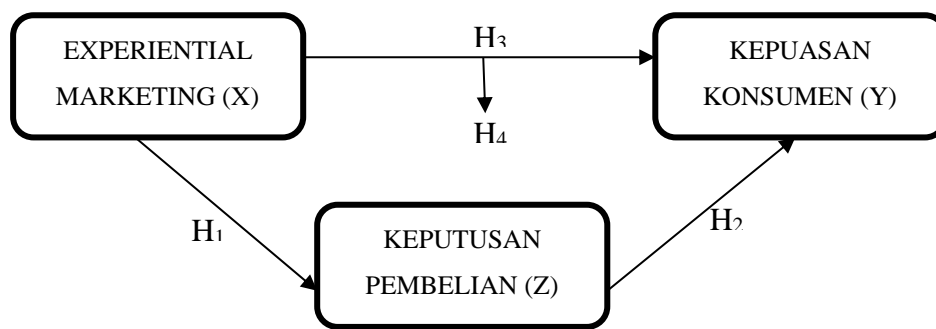 EXPERIENTIAL
MARKETING (X)
H3
KEPUASAN
KONSUMEN (Y)
H4
H1
H2
KEPUTUSAN
PEMBELIAN (Z)